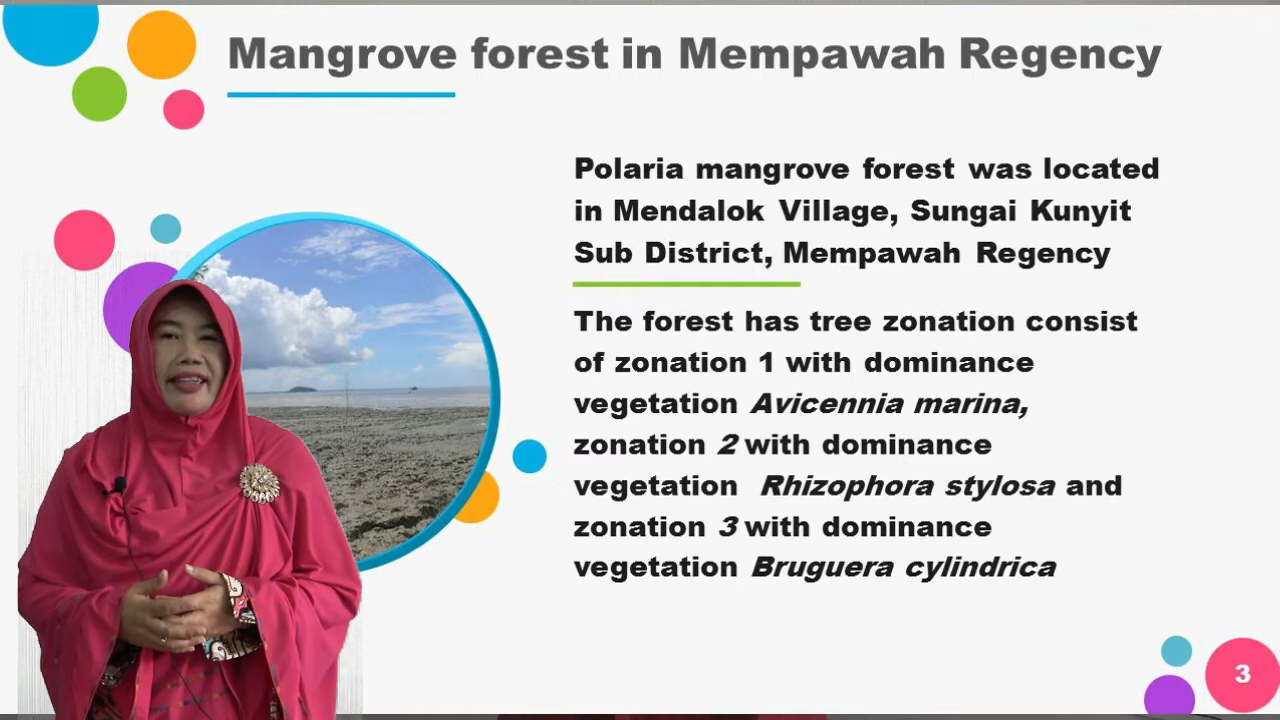 Mangrove forest in Mempawah Regency
Polaria mangrove forest was located
in Mendalok Village, Sungai Kunyit
Sub District, Mempawah Regency
The forest has tree zonation consist
of zonation 1 with dominance
vegetation Avicennia marina,
zonation 2 with dominance
vegetation Rhizophora stylosa and
zonation 3 with dominance
vegetation Bruguera cylindrica
3